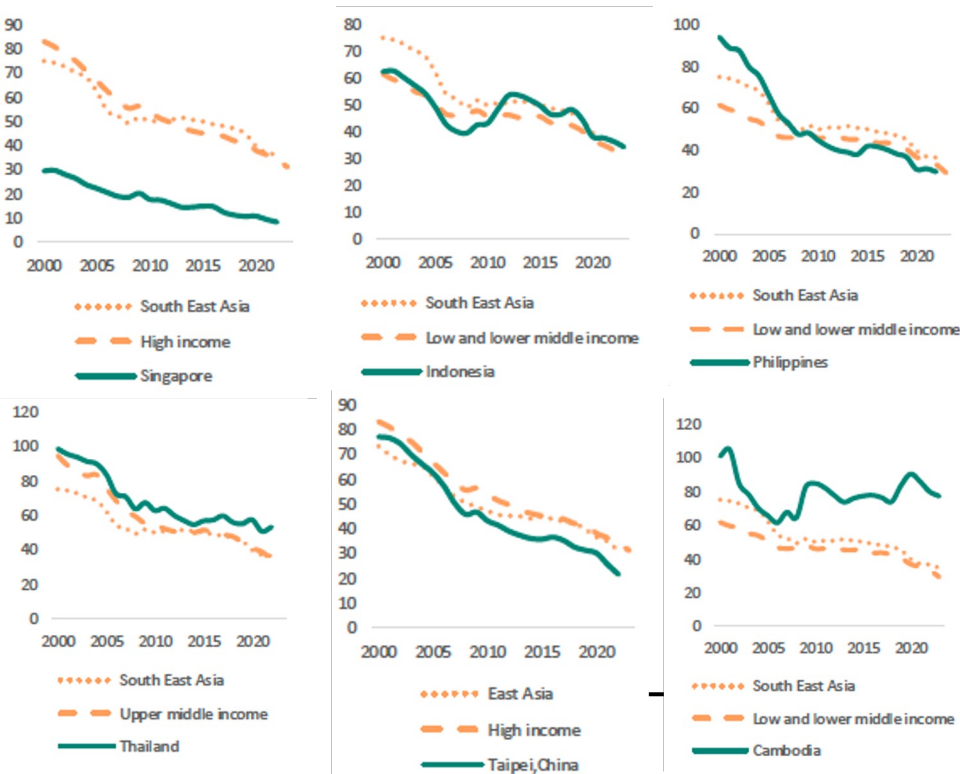 90
80
70
60
50
40
30
20
10
0
2000 2005 2010 2015 2020
South East Asia
High income
Singapore
80
70
60
50
40
30
20
10
0
2000 2005 2010 2015 2020
South East Asia
Low and lower middle income
Indonesia
100
80
60
40
20
0
2000 2005 2010 2015 2020
South East Asia
Low and lower middle income
Philippines
120
100
80
60
40
20
0
2000 2005 2010 2015 2020
South East Asia
Upper middle income
Thailand
90
80
70
60
50
40
30
20
10
0
2000 2005 2010 2015 2020
East Asia
High income
Taipei,China
120
100
80
60
40
20
0
2000 2005 2010 2015 2020
South East Asia
Low and lower middle income
Cambodia